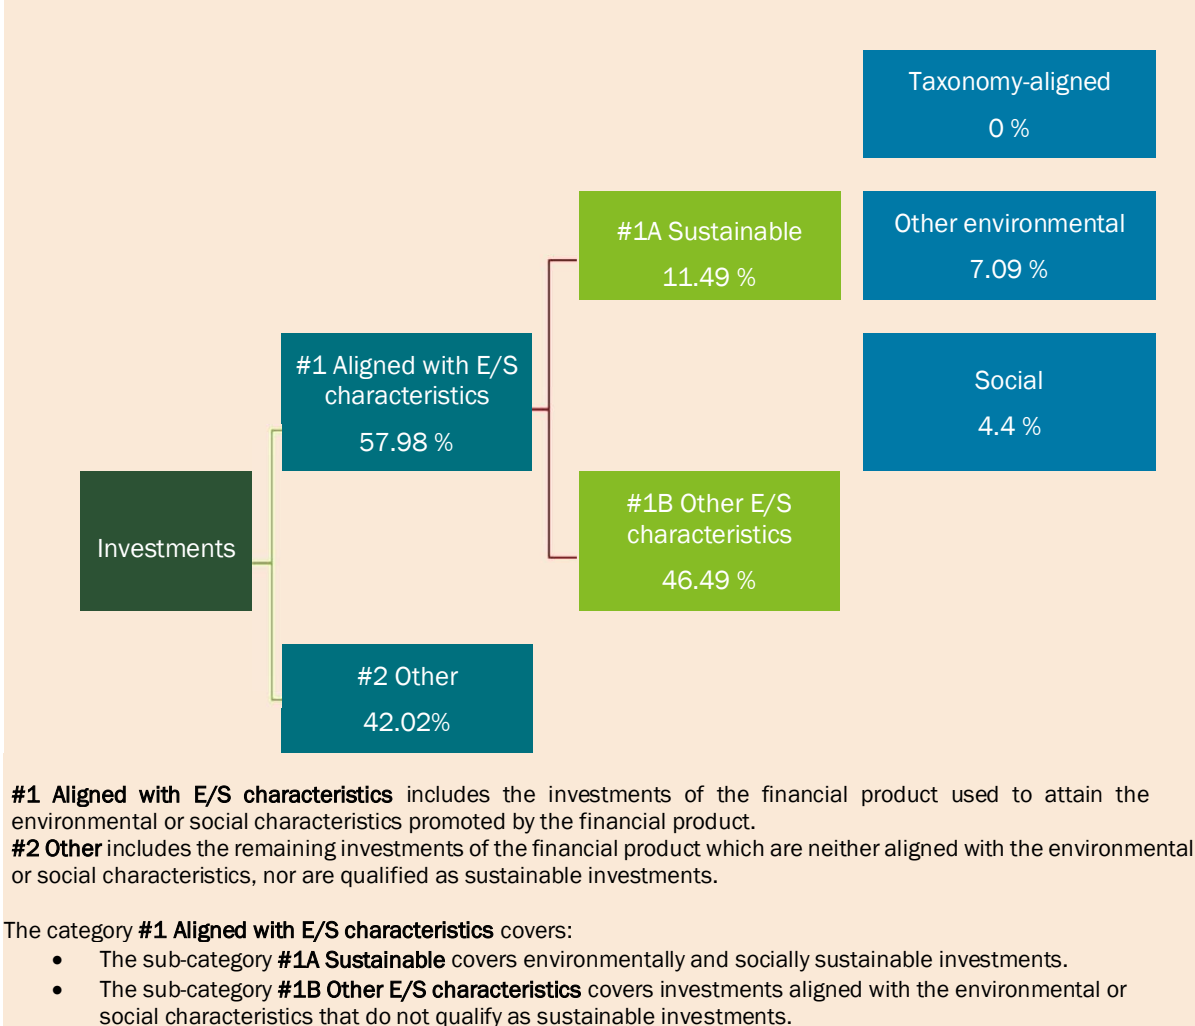 Taxonomy-aligned
0 %
#1A Sustainable
11.49 %
Other environmental
7.09 %
#1 Aligned with E/S
characteristics
57.98 %
Social
4.4 %
Investments
#1B Other E/S
characteristics
46.49 %
#2 Other
42.02%
#1 Aligned with E/S characteristics includes the investments of the financial product used to attain the
environmental or social characteristics promoted by the financial product.
#2 Other includes the remaining investments of the financial product which are neither aligned with the environmental
or social characteristics, nor are qualified as sustainable investments.
The category #1 Aligned with E/S characteristics covers:
• The sub-category #1A Sustainable covers environmentally and socially sustainable investments.
• The sub-category #1B Other E/S characteristics covers investments aligned with the environmental or
social characteristics that do not qualify as sustainable investments.